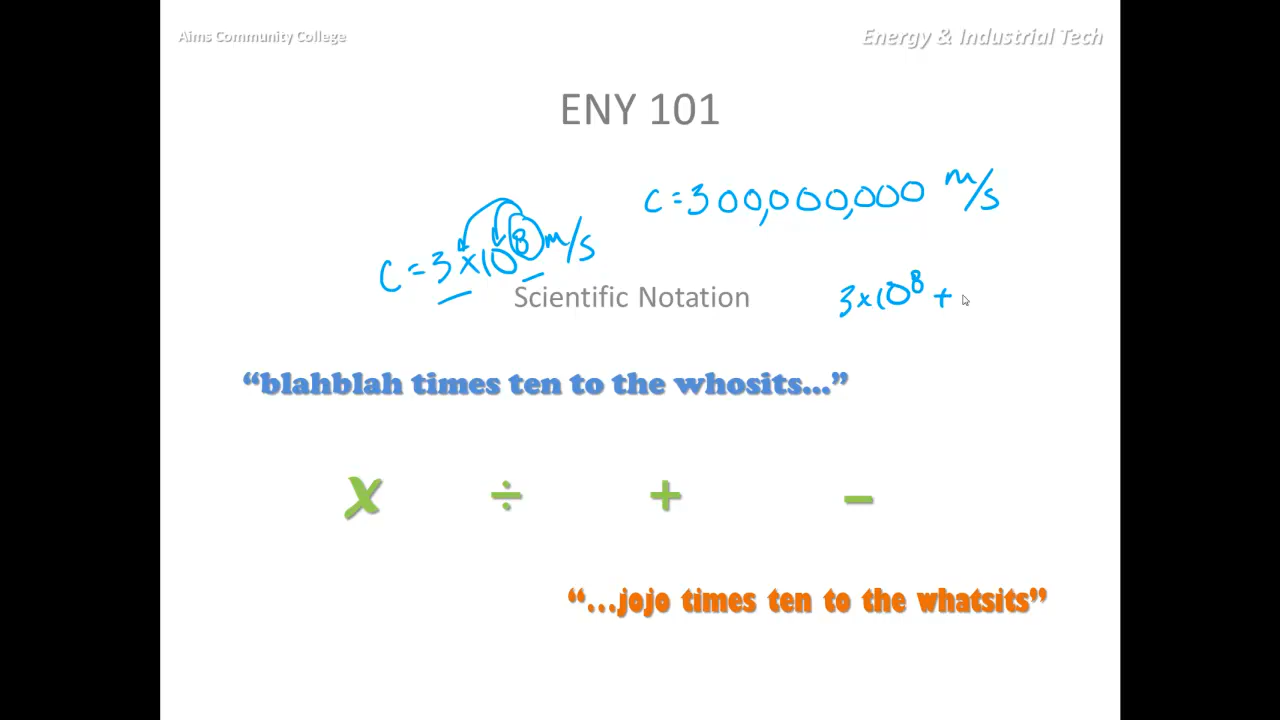 Aims Community College
Energy & Industrial Tech
ENY 101
C = 300,000,000 m/s
C = 3 x 10^8 m/s
Scientific Notation
3 x 10^8 +
“blahblah times ten to the whosits...”
x ÷ + −
“...jojo times ten to the whatsits”